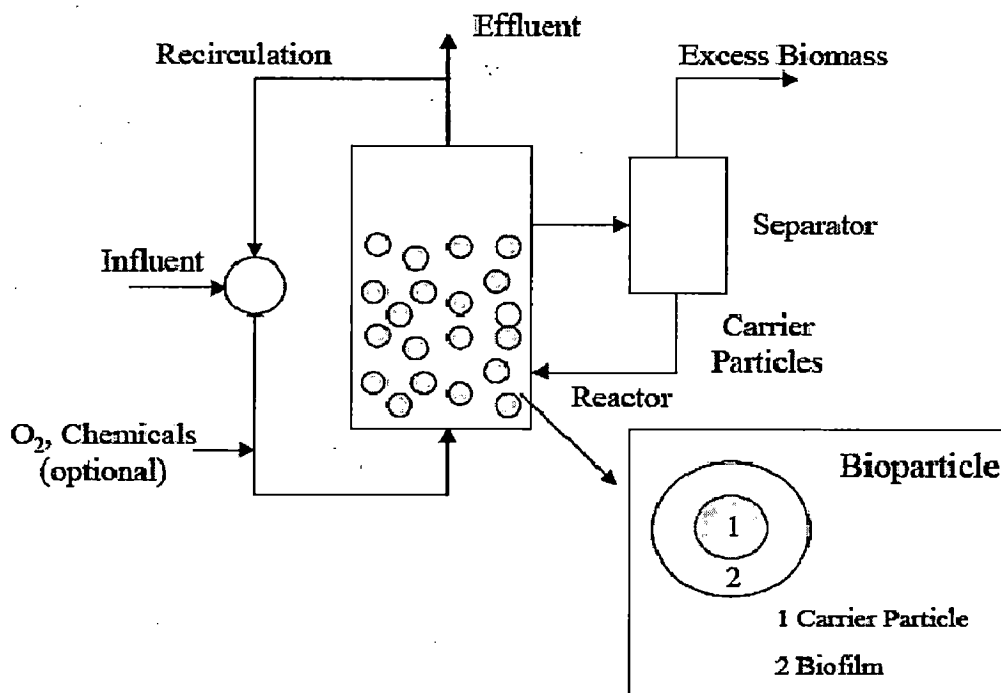 Effluent
Recirculation
Excess Biomass
Separator
Influent
Carrier
Particles
Reactor
O₂, Chemicals
(optional)
Bioparticle
1
2
1 Carrier Particle
2 Biofilm